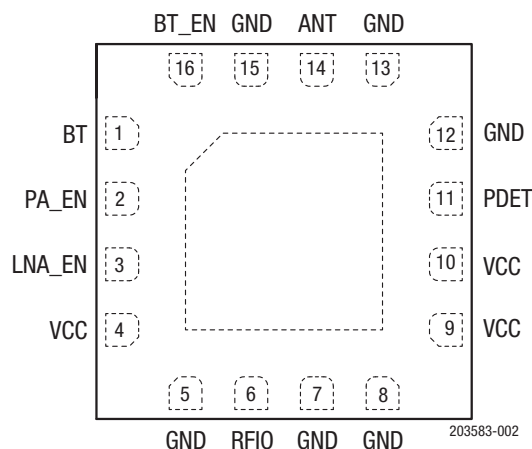 BT_EN GND ANT GND
16 15 14 13
BT 1 12 GND
PA_EN 2 11 PDET
LNA_EN 3 10 VCC
VCC 4 9 VCC
5 6 7 8
GND RFIO GND GND
203583-002